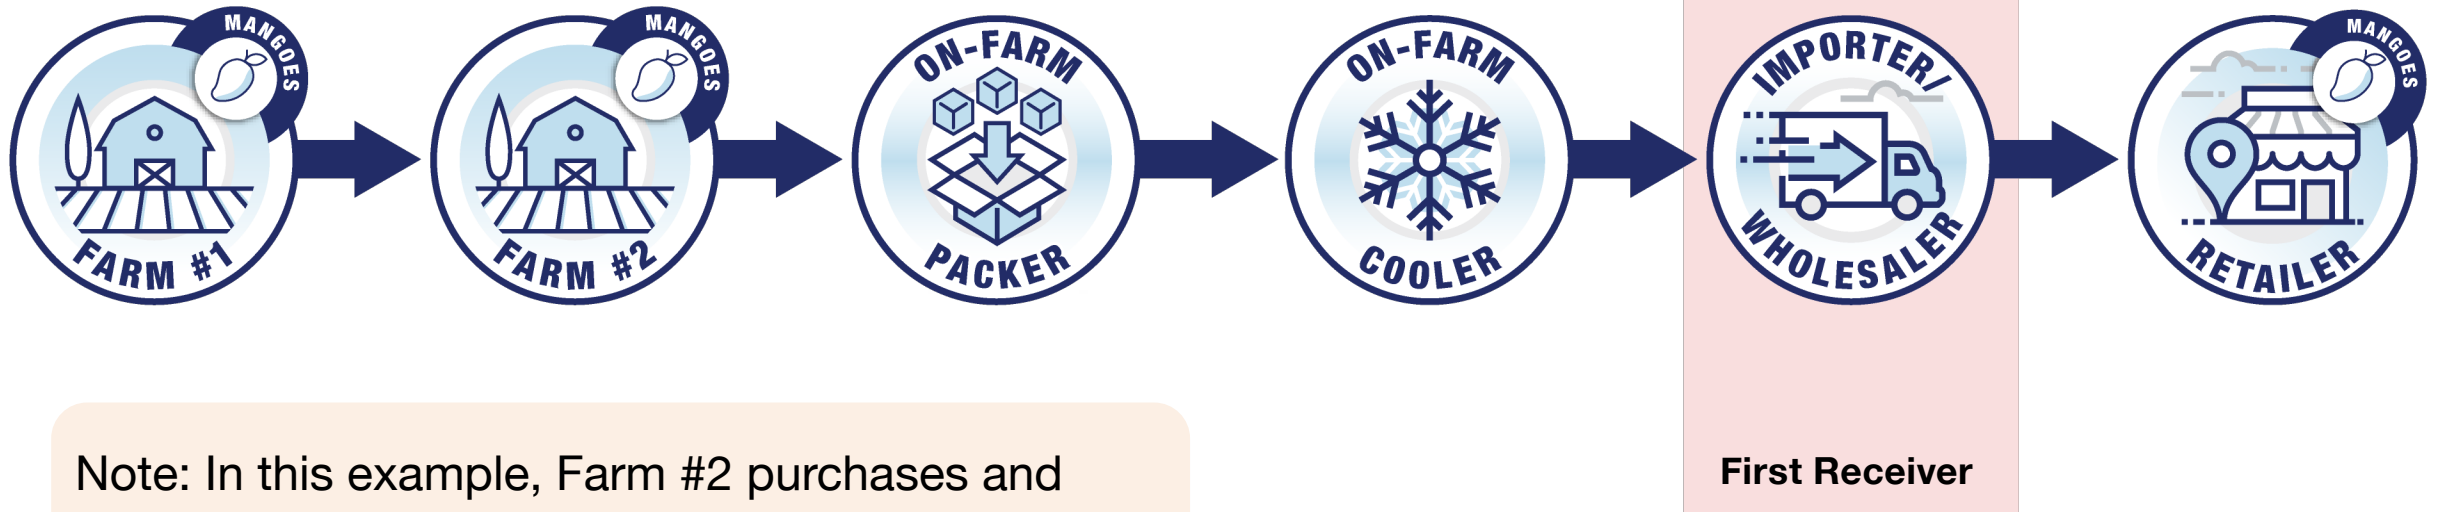 MANGOES
FARM #1
MANGOES
FARM #2
ON-FARM
PACKER
ON-FARM
COOLER
IMPORTER/
WHOLESALER
MANGOES
RETAILER
Note: In this example, Farm #2 purchases and
First Receiver